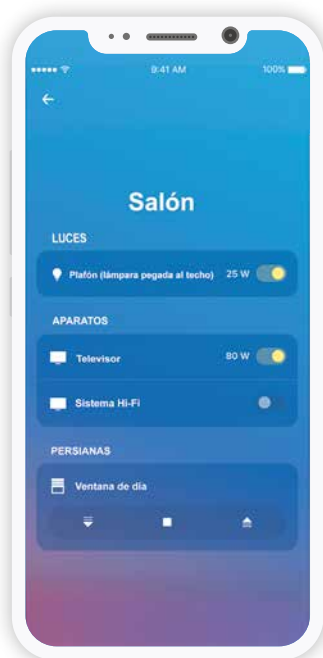 9:41 AM
100%
Salón
LUCES
Plafón (lámpara pegada al techo) 25 W
APARATOS
Televisor 80 W
Sistema Hi-Fi
PERSIANAS
Ventana de día